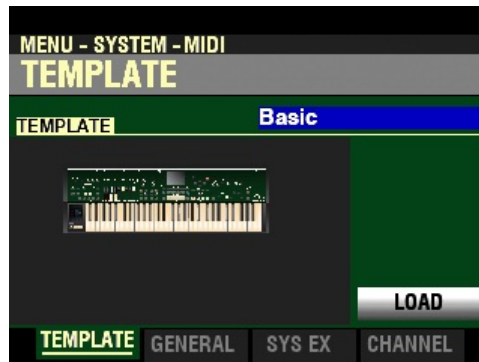 MENU - SYSTEM - MIDI
TEMPLATE
TEMPLATE
Basic
LOAD
TEMPLATE
GENERAL
SYS EX
CHANNEL